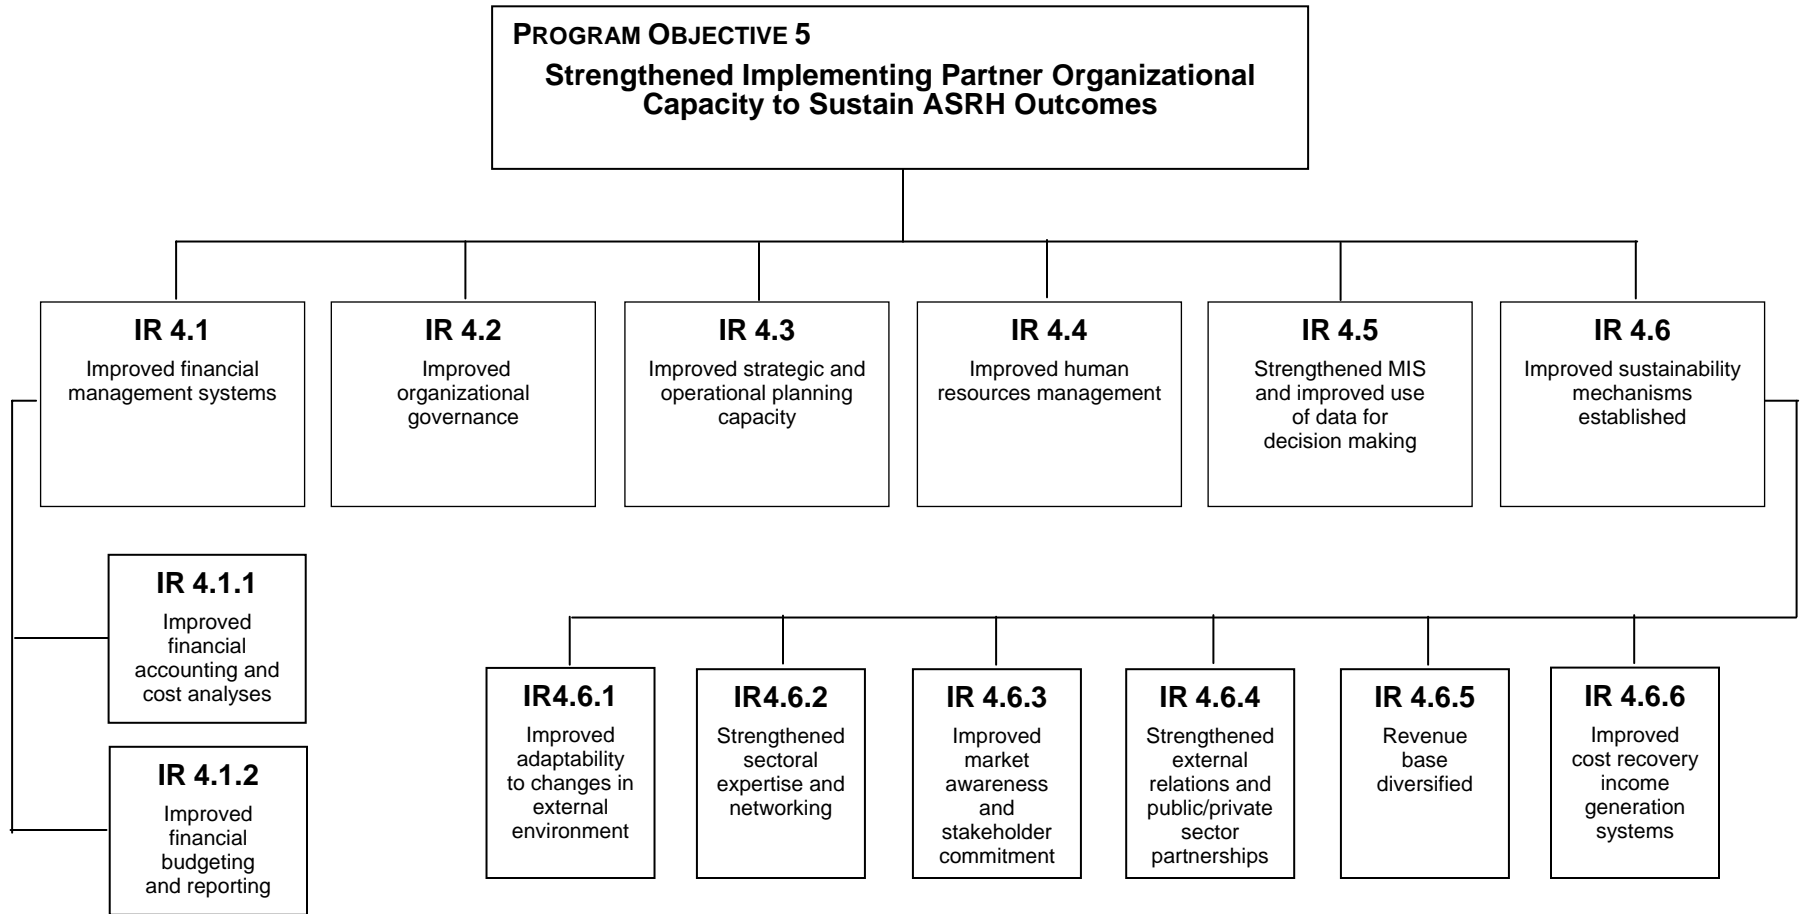 PROGRAM OBJECTIVE 5
Strengthened Implementing Partner Organizational
Capacity to Sustain ASRH Outcomes
IR 4.1
Improved financial
management systems
IR 4.2
Improved
organizational
governance
IR 4.3
Improved strategic and
operational planning
capacity
IR 4.4
Improved human
resources management
IR 4.5
Strengthened MIS
and improved use
of data for
decision making
IR 4.6
Improved sustainability
mechanisms
established
IR 4.1.1
Improved
financial
accounting and
cost analyses
IR 4.1.2
Improved
financial
budgeting
and reporting
IR4.6.1
Improved
adaptability
to changes in
external
environment
IR4.6.2
Strengthened
sectoral
expertise and
networking
IR 4.6.3
Improved
market
awareness
and
stakeholder
commitment
IR 4.6.4
Strengthened
external
relations and
public/private
sector
partnerships
IR 4.6.5
Revenue
base
diversified
IR 4.6.6
Improved
cost recovery
income
generation
systems